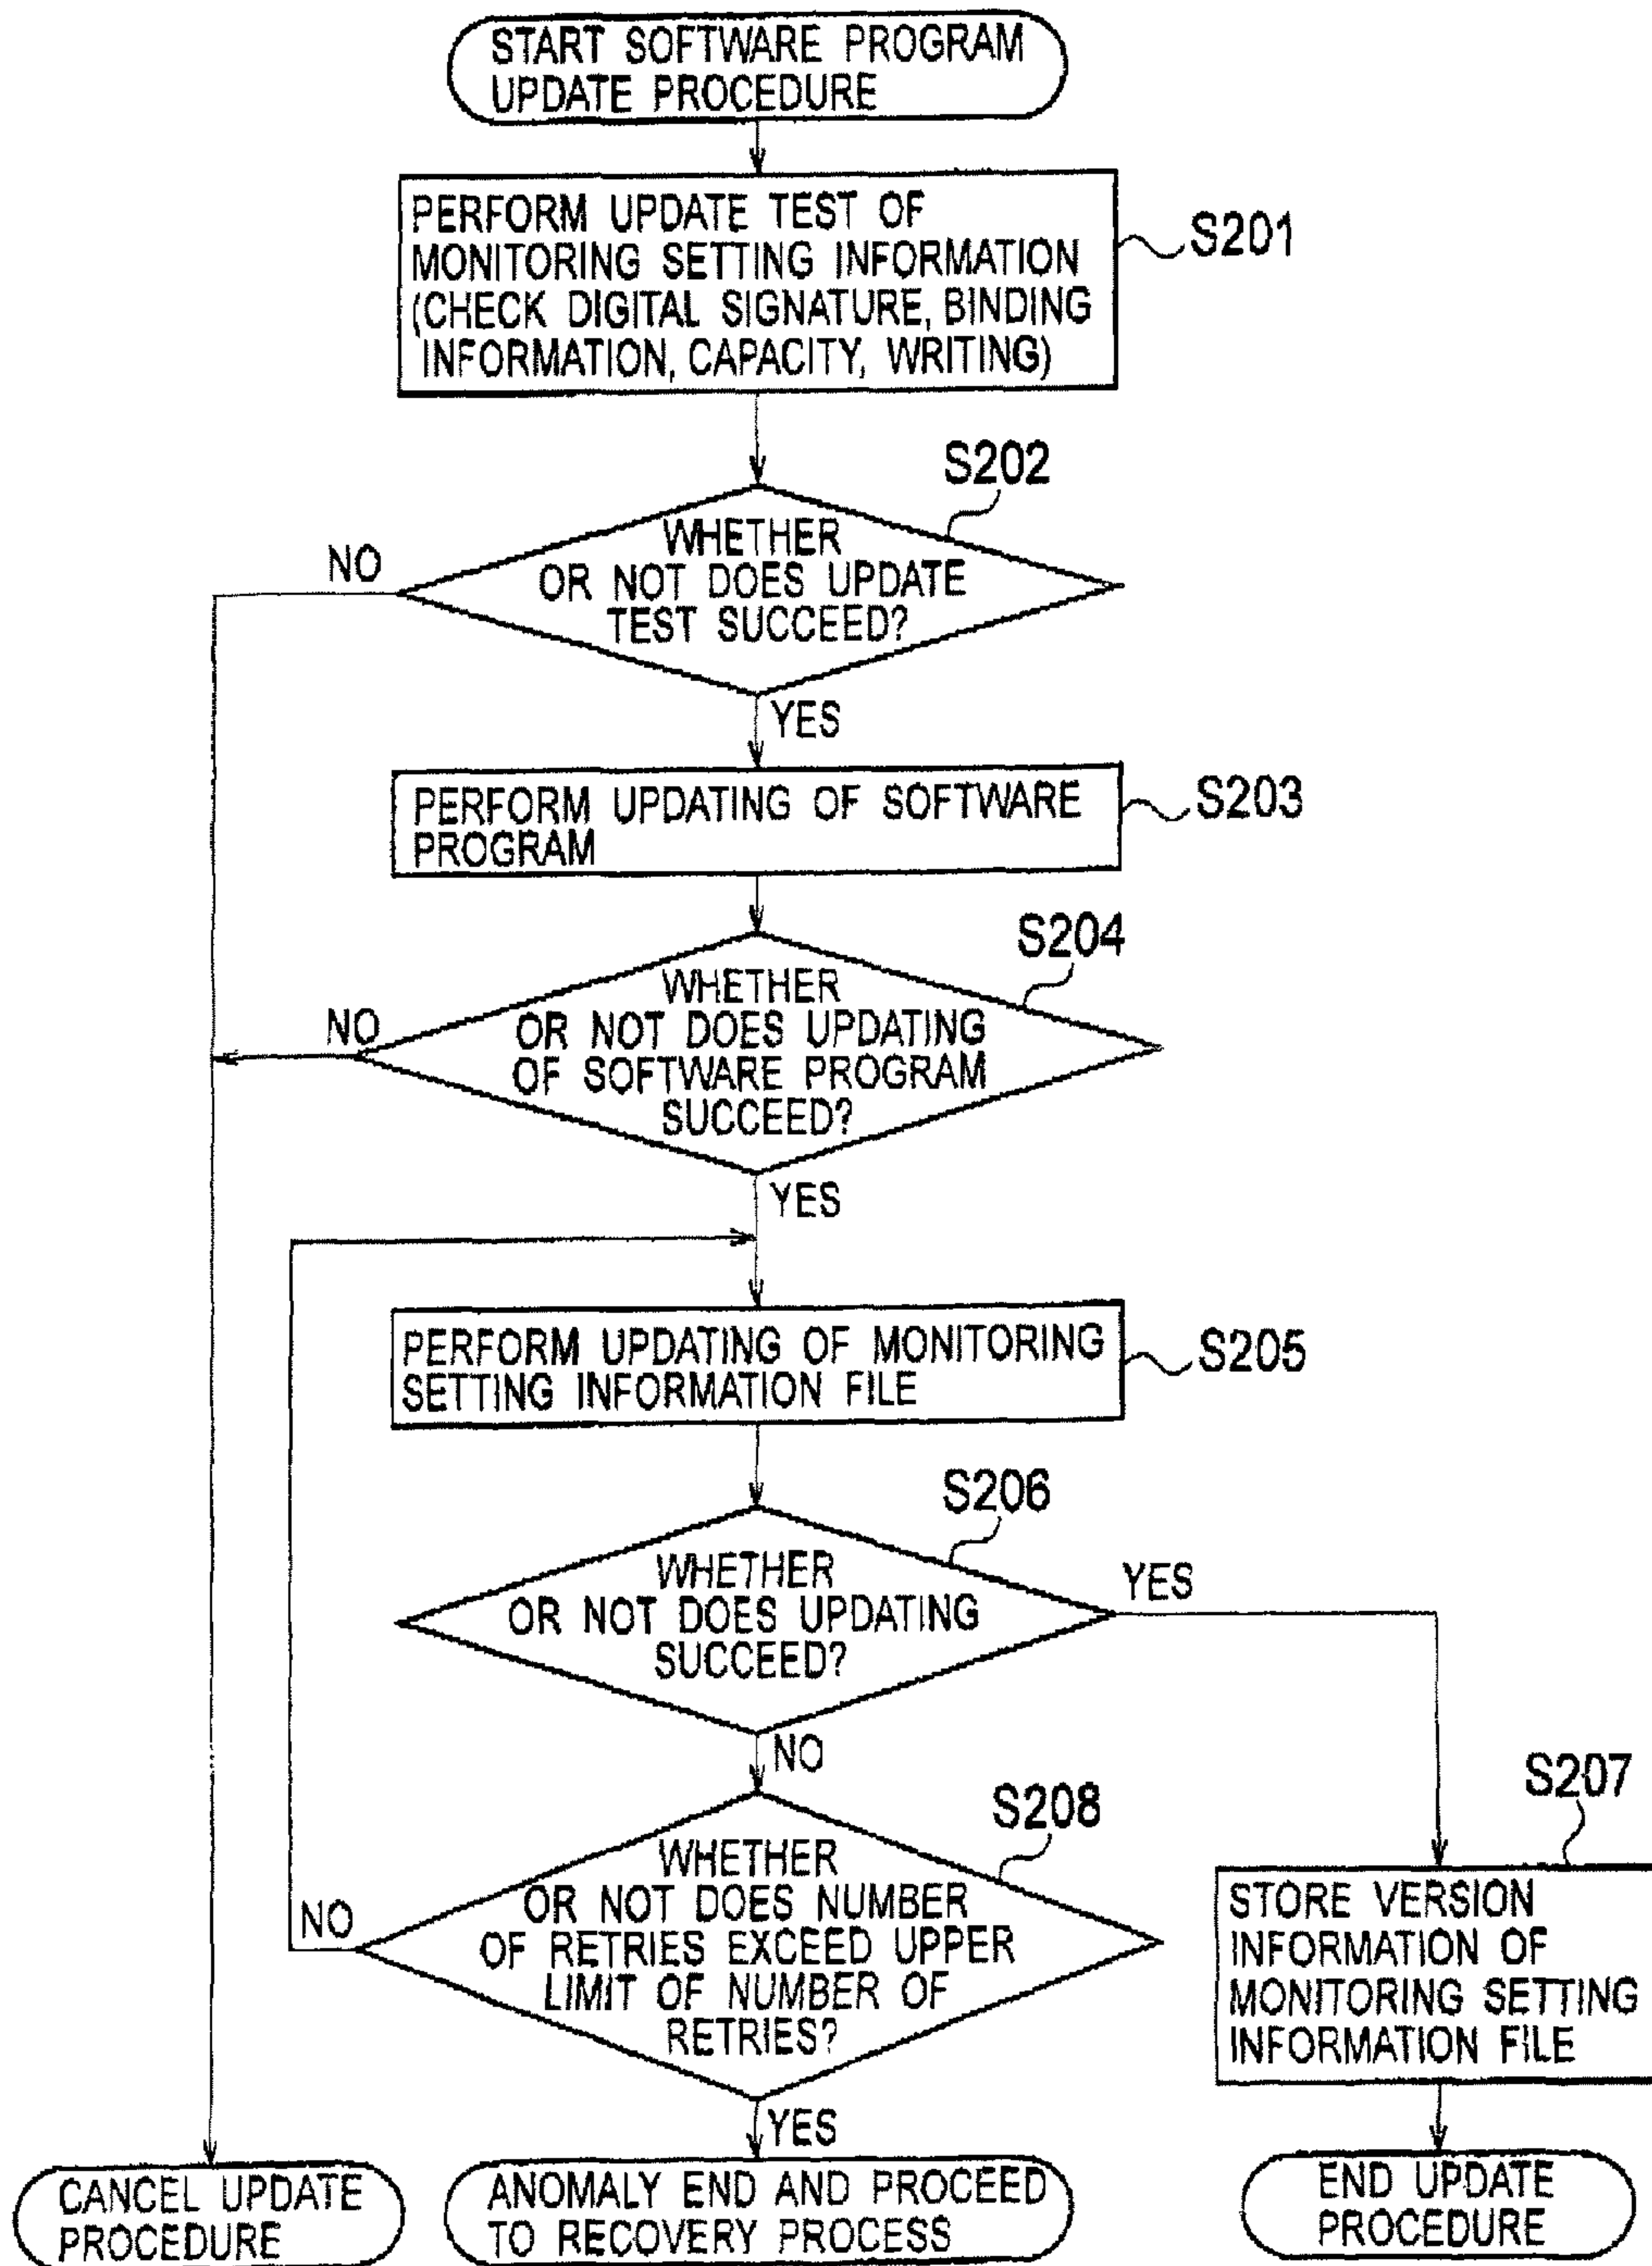 START SOFTWARE PROGRAM
UPDATE PROCEDURE
PERFORM UPDATE TEST OF
MONITORING SETTING INFORMATION
(CHECK DIGITAL SIGNATURE, BINDING
INFORMATION, CAPACITY, WRITING)
S201
S202
WHETHER
OR NOT DOES UPDATE
TEST SUCCEED?
NO
YES
PERFORM UPDATING OF SOFTWARE
PROGRAM
S203
S204
WHETHER
OR NOT DOES UPDATING
OF SOFTWARE PROGRAM
SUCCEED?
NO
YES
PERFORM UPDATING OF MONITORING
SETTING INFORMATION FILE
S205
S206
WHETHER
OR NOT DOES UPDATING
SUCCEED?
YES
NO
S208
WHETHER
OR NOT DOES NUMBER
OF RETRIES EXCEED UPPER
LIMIT OF NUMBER OF
RETRIES?
NO
YES
S207
STORE VERSION
INFORMATION OF
MONITORING SETTING
INFORMATION FILE
CANCEL UPDATE
PROCEDURE
ANOMALY END AND PROCEED
TO RECOVERY PROCESS
END UPDATE
PROCEDURE